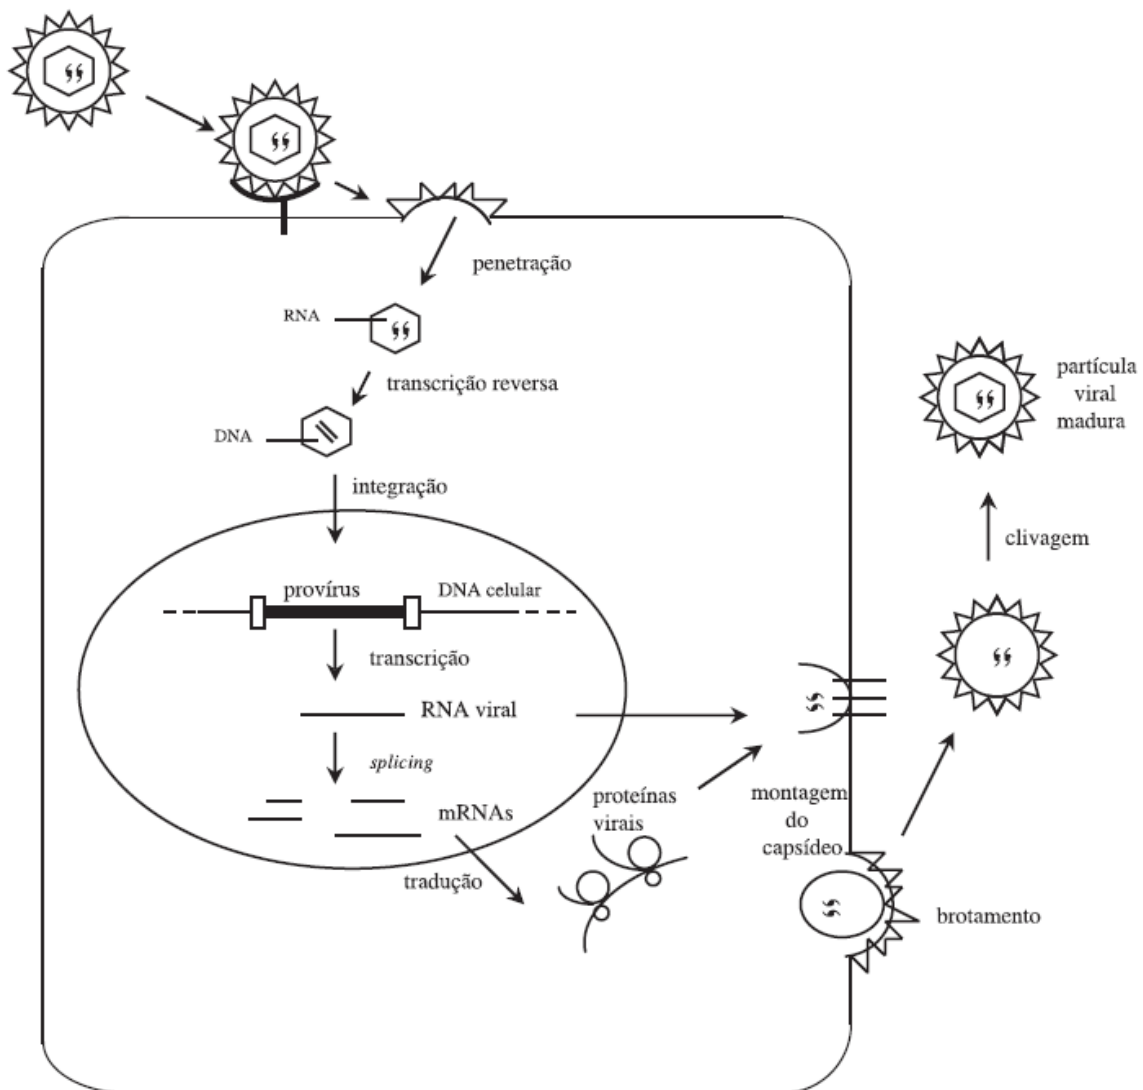 penetração
RNA
transcrição reversa
DNA
integração
provírus
DNA celular
transcrição
RNA viral
splicing
mRNAs
tradução
proteínas
virais
montagem
do
capsídeo
brotamento
clivagem
partícula
viral
madura